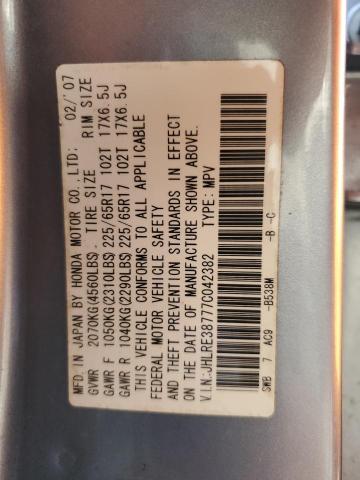 MFD. IN JAPAN BY HONDA MOTOR CO., LTD: 02/'07
GVWR 2070KG(4560LBS). TIRE SIZE RIM SIZE
GAWR F 1050KG(2310LBS) 225/65R17 102T 17X6.5J
GAWR R 1040KG(2290LBS) 225/65R17 102T 17X6.5J
THIS VEHICLE CONFORMS TO ALL APPLICABLE
FEDERAL MOTOR VEHICLE SAFETY
AND THEFT PREVENTION STANDARDS IN EFFECT
ON THE DATE OF MANUFACTURE SHOWN ABOVE.
V.I.N:JHLRE38777C042382 TYPE: MPV
SWB 7 AC9 -B538M -B -C